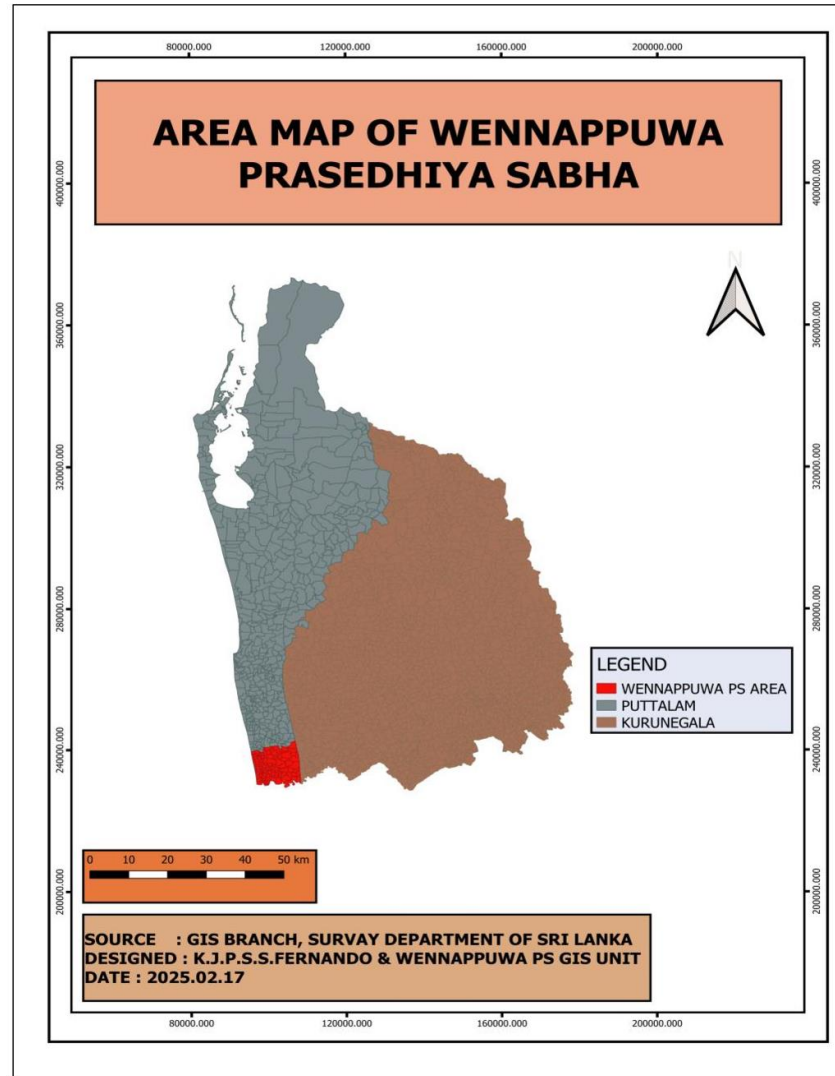 80000.000 120000.000 160000.000 200000.000
AREA MAP OF WENNAPPUWA
PRASEDHIYA SABHA
400000.000 400000.000
N
360000.000 360000.000
320000.000 320000.000
280000.000 280000.000
LEGEND
WENNAPPUWA PS AREA
PUTTALAM
KURUNEGALA
240000.000 240000.000
0 10 20 30 40 50 km
200000.000 200000.000
SOURCE : GIS BRANCH, SURVAY DEPARTMENT OF SRI LANKA
DESIGNED : K.J.P.S.S.FERNANDO & WENNAPPUWA PS GIS UNIT
DATE : 2025.02.17
80000.000 120000.000 160000.000 200000.000